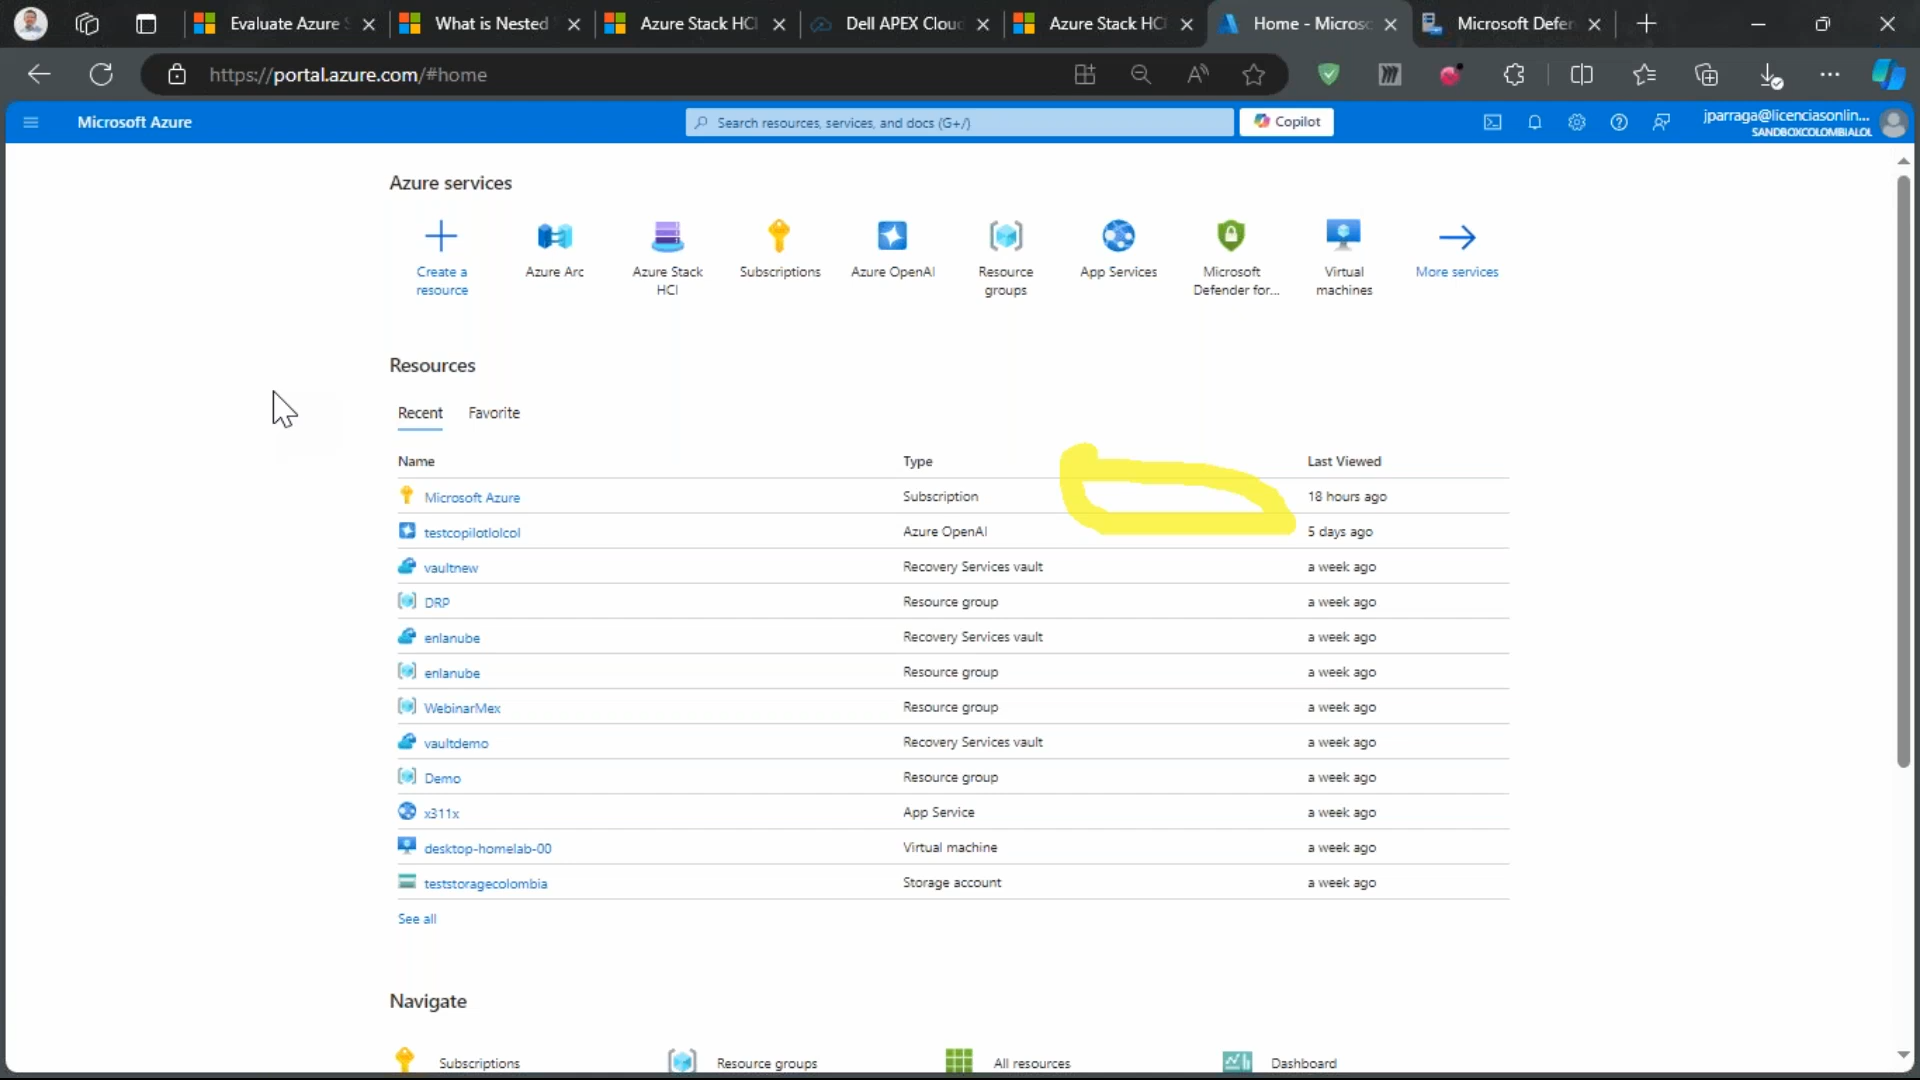 Evaluate Azure S
What is Nested
Azure Stack HCI
Dell APEX Cloud
Azure Stack HCI
Home - Microso
Microsoft Defen
https://portal.azure.com/#home
Microsoft Azure
Search resources, services, and docs (G+/)
Copilot
jparraga@licenciasonlin...
SANDBOXCOLOMBIALOL
Azure services
Create a resource
Azure Arc
Azure Stack HCI
Subscriptions
Azure OpenAI
Resource groups
App Services
Microsoft Defender for...
Virtual machines
More services
Resources
Recent Favorite
Name Type Last Viewed
Microsoft Azure Subscription 18 hours ago
testcopilotlolcol Azure OpenAI 5 days ago
vaultnew Recovery Services vault a week ago
DRP Resource group a week ago
enlanube Recovery Services vault a week ago
enlanube Resource group a week ago
WebinarMex Resource group a week ago
vaultdemo Recovery Services vault a week ago
Demo Resource group a week ago
x311x App Service a week ago
desktop-homelab-00 Virtual machine a week ago
teststoragecolombia Storage account a week ago
See all
Navigate
Subscriptions Resource groups All resources Dashboard